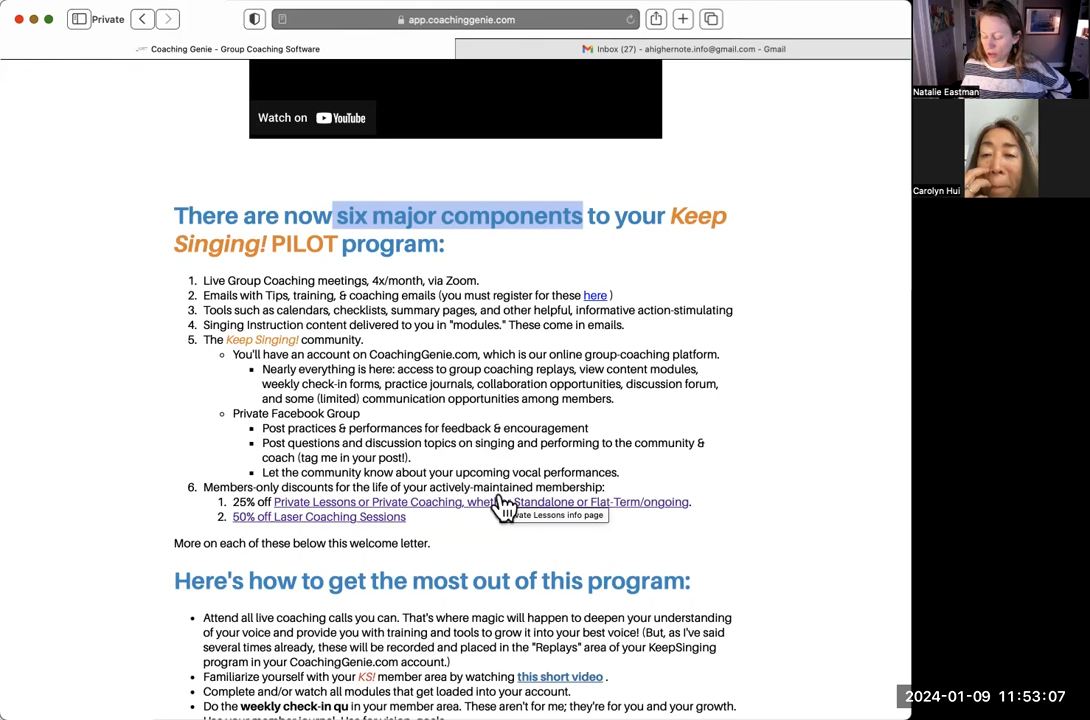 Private
app.coachinggenie.com
Coaching Genie - Group Coaching Software
Inbox (27) - ahighernote.info@gmail.com - Gmail
Watch on YouTube
There are now six major components to your Keep
Singing! PILOT program:
1. Live Group Coaching meetings, 4x/month, via Zoom.
2. Emails with Tips, training, & coaching emails (you must register for these here )
3. Tools such as calendars, checklists, summary pages, and other helpful, informative action-stimulating
4. Singing Instruction content delivered to you in "modules." These come in emails.
5. The Keep Singing! community.
You'll have an account on CoachingGenie.com, which is our online group-coaching platform.
Nearly everything is here: access to group coaching replays, view content modules,
weekly check-in forms, practice journals, collaboration opportunities, discussion forum,
and some (limited) communication opportunities among members.
Private Facebook Group
Post practices & performances for feedback & encouragement
Post questions and discussion topics on singing and performing to the community &
coach (tag me in your post!).
Let the community know about your upcoming vocal performances.
6. Members-only discounts for the life of your actively-maintained membership:
1. 25% off Private Lessons or Private Coaching, Standalone or Flat-Term/ongoing.
Lessons info page
2. 50% off Laser Coaching Sessions
More on each of these below this welcome letter.
Here's how to get the most out of this program:
Attend all live coaching calls you can. That's where magic will happen to deepen your understanding
of your voice and provide you with training and tools to grow it into your best voice! (But, as I've said
several times already, these will be recorded and placed in the "Replays" area of your KeepSinging
program in your CoachingGenie.com account.)
Familiarize yourself with your KS! member area by watching this short video .
Complete and/or watch all modules that get loaded into your account.
Do the weekly check-in qu in your member area. These aren't for me; they're for you and your growth.
Natalie Eastman
Carolyn Hui
2024-01-09 11:53:07